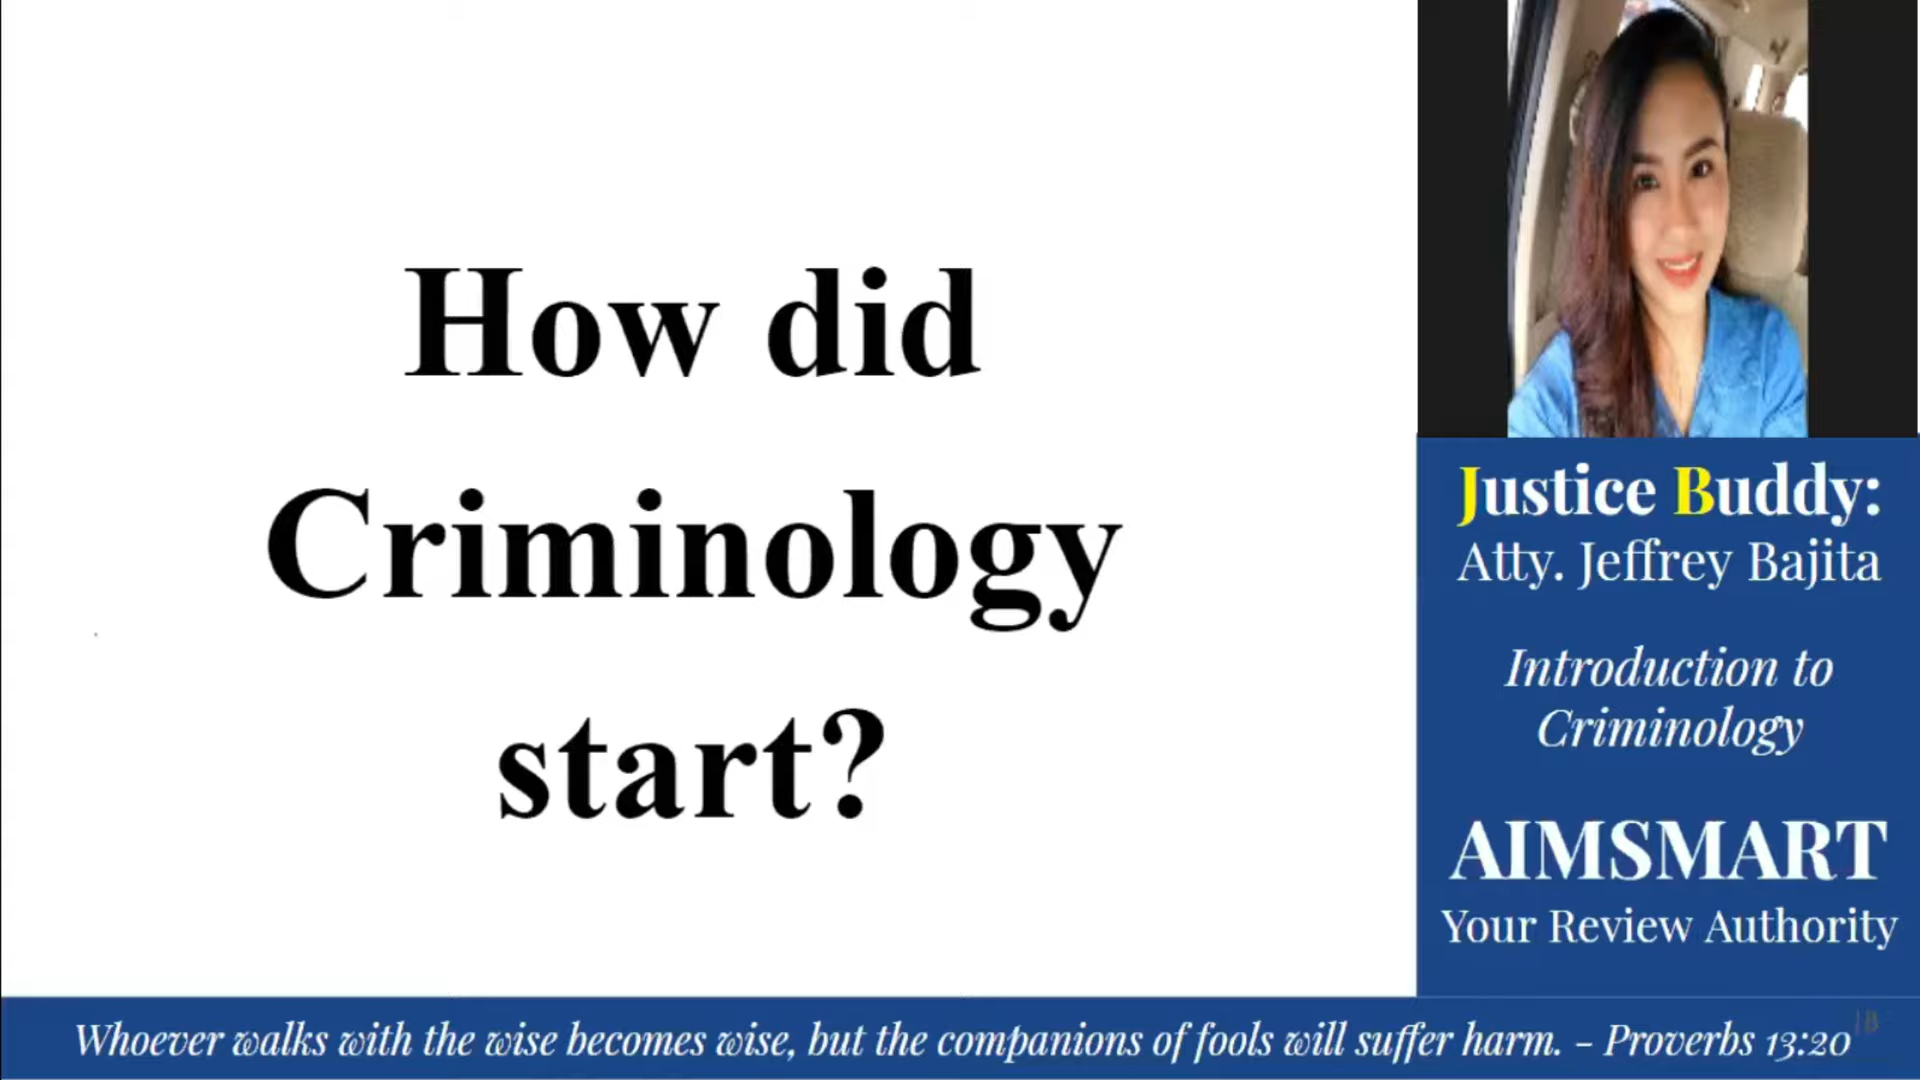 How did
Criminology
start?
Justice Buddy:
Atty. Jeffrey Bajita
Introduction to
Criminology
AIMSMART
Your Review Authority
Whoever walks with the wise becomes wise, but the companions of fools will suffer harm. – Proverbs 13:20